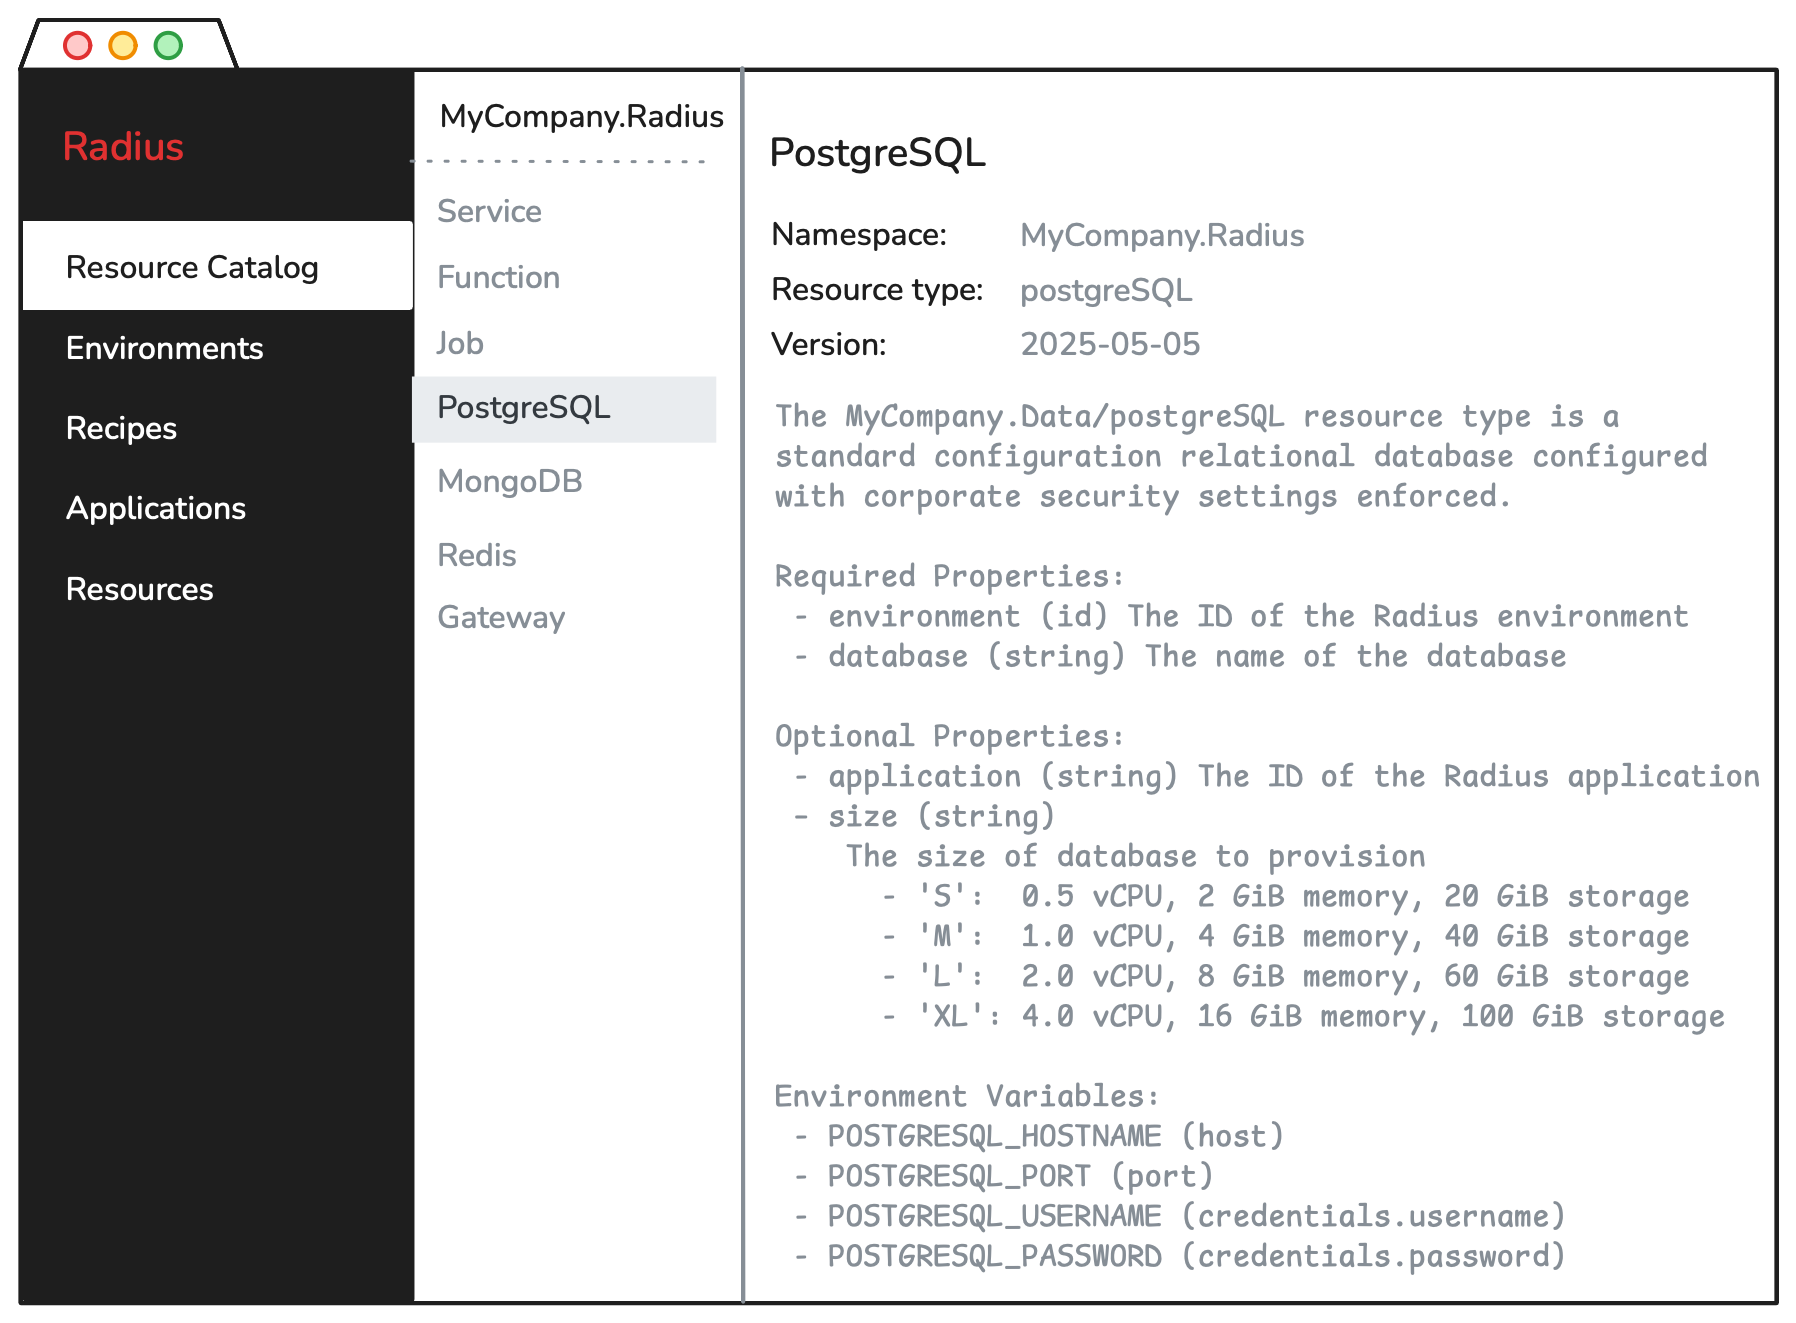 Radius
Resource Catalog
Environments
Recipes
Applications
Resources
MyCompany.Radius
Service
Function
Job
PostgreSQL
MongoDB
Redis
Gateway
PostgreSQL
Namespace: MyCompany.Radius
Resource type: postgreSQL
Version: 2025-05-05
The MyCompany.Data/postgreSQL resource type is a
standard configuration relational database configured
with corporate security settings enforced.
Required Properties:
- environment (id) The ID of the Radius environment
- database (string) The name of the database
Optional Properties:
- application (string) The ID of the Radius application
- size (string)
The size of database to provision
- 'S': 0.5 vCPU, 2 GiB memory, 20 GiB storage
- 'M': 1.0 vCPU, 4 GiB memory, 40 GiB storage
- 'L': 2.0 vCPU, 8 GiB memory, 60 GiB storage
- 'XL': 4.0 vCPU, 16 GiB memory, 100 GiB storage
Environment Variables:
- POSTGRESQL_HOSTNAME (host)
- POSTGRESQL_PORT (port)
- POSTGRESQL_USERNAME (credentials.username)
- POSTGRESQL_PASSWORD (credentials.password)